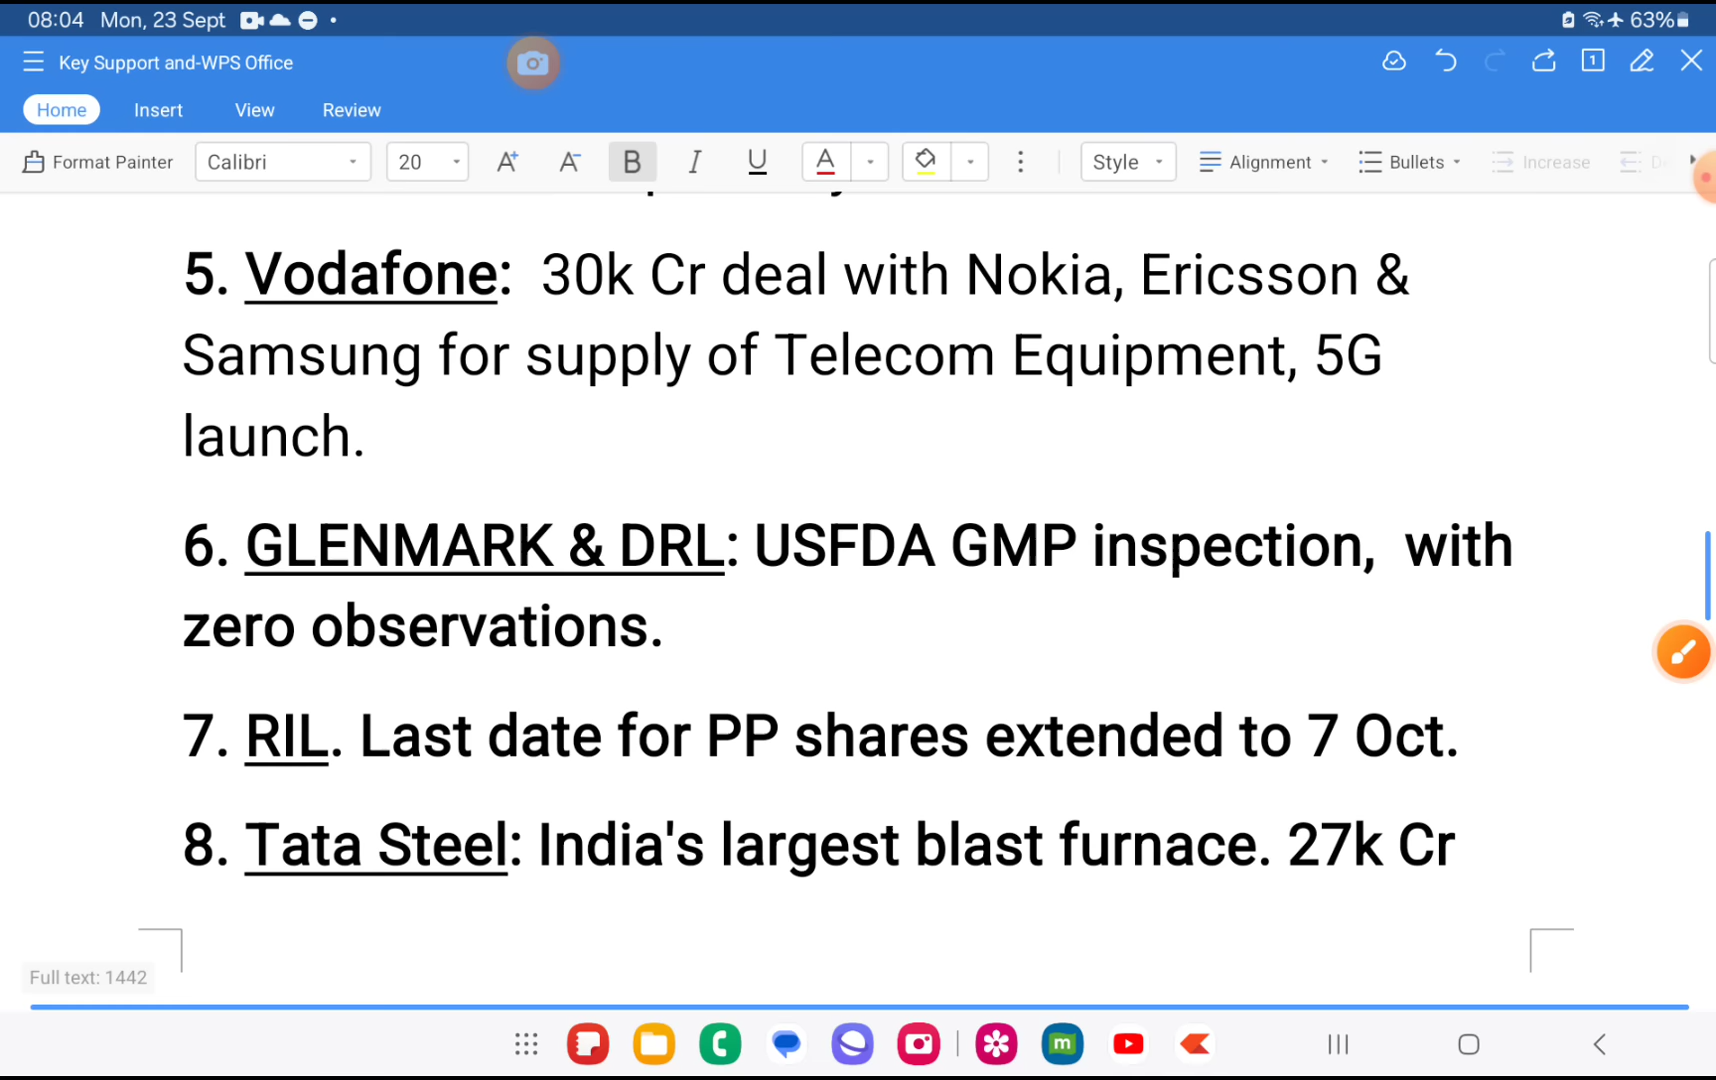 08:04 Mon, 23 Sept 63%
Key Support and-WPS Office
1
Home Insert View Review
Format Painter Calibri 20 A+ A- B I U A Style Alignment Bullets Increase
5. Vodafone: 30k Cr deal with Nokia, Ericsson &
Samsung for supply of Telecom Equipment, 5G
launch.
6. GLENMARK & DRL: USFDA GMP inspection, with
zero observations.
7. RIL. Last date for PP shares extended to 7 Oct.
8. Tata Steel: India's largest blast furnace. 27k Cr
Full text: 1442
m